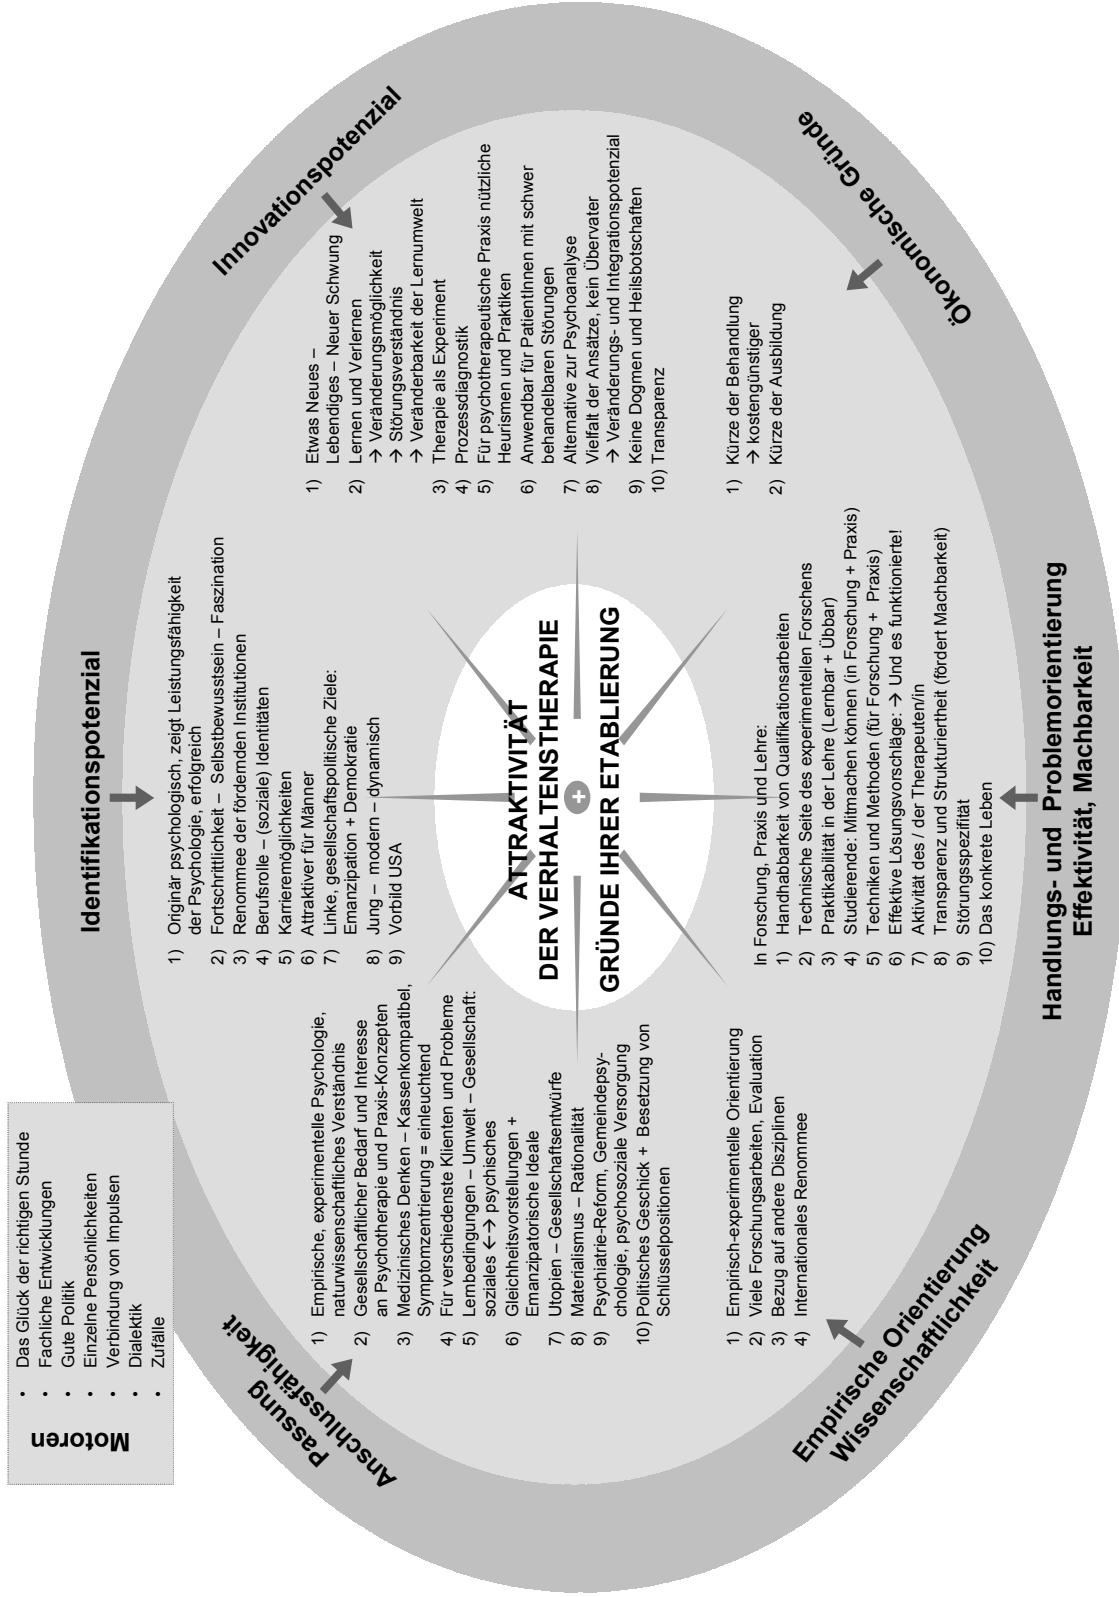 Motoren
• Das Glück der richtigen Stunde
• Fachliche Entwicklungen
• Gute Politik
• Einzelne Persönlichkeiten
• Verbindung von Impulsen
• Dialektik
• Zufälle
Passung
Anschlussfähigkeit
1) Empirische, experimentelle Psychologie,
naturwissenschaftliches Verständnis
2) Gesellschaftlicher Bedarf und Interesse
an Psychotherapie und Praxis-Konzepten
3) Medizinisches Denken – Kassenkompatibel,
Symptomzentrierung = einleuchtend
4) Für verschiedenste Klienten und Probleme
5) Lernbedingungen – Umwelt – Gesellschaft:
soziales ←→ psychisches
6) Gleichheitsvorstellungen +
Emanzipatorische Ideale
7) Utopien – Gesellschaftsentwürfe
8) Materialismus – Rationalität
9) Psychiatrie-Reform, Gemeindepsy-
chologie, psychosoziale Versorgung
10) Politisches Geschick + Besetzung von
Schlüsselpositionen
Identifikationspotenzial
1) Originär psychologisch, zeigt Leistungsfähigkeit
der Psychologie, erfolgreich
2) Fortschrittlichkeit – Selbstbewusstsein – Faszination
3) Renommee der fördernden Institutionen
4) Berufsrolle – (soziale) Identitäten
5) Karrieremöglichkeiten
6) Attraktiver für Männer
7) Linke, gesellschaftspolitische Ziele:
Emanzipation + Demokratie
8) Jung – modern – dynamisch
9) Vorbild USA
Innovationspotenzial
1) Etwas Neues –
Lebendiges – Neuer Schwung
2) Lernen und Verlernen
→ Veränderungsmöglichkeit
→ Störungsverständnis
→ Veränderbarkeit der Lernumwelt
3) Therapie als Experiment
4) Prozessdiagnostik
5) Für psychotherapeutische Praxis nützliche
Heurismen und Praktiken
6) Anwendbar für PatientInnen mit schwer
behandelbaren Störungen
7) Alternative zur Psychoanalyse
8) Vielfalt der Ansätze, kein Übervater
→ Veränderungs- und Integrationspotenzial
9) Keine Dogmen und Heilsbotschaften
10) Transparenz
ATTRAKTIVITÄT
DER VERHALTENSTHERAPIE
+
GRÜNDE IHRER ETABLIERUNG
1) Empirisch-experimentelle Orientierung
2) Viele Forschungsarbeiten, Evaluation
3) Bezug auf andere Disziplinen
4) Internationales Renommee
Empirische Orientierung
Wissenschaftlichkeit
In Forschung, Praxis und Lehre:
1) Handhabbarkeit von Qualifikationsarbeiten
2) Technische Seite des experimentellen Forschens
3) Praktikabilität in der Lehre (Lernbar + Übbar)
4) Studierende: Mitmachen können (in Forschung + Praxis)
5) Techniken und Methoden (für Forschung + Praxis)
6) Effektive Lösungsvorschläge: → Und es funktionierte!
7) Aktivität des / der Therapeuten/in
8) Transparenz und Strukturiertheit (fördert Machbarkeit)
9) Störungsspezifität
10) Das konkrete Leben
Handlungs- und Problemorientierung
Effektivität, Machbarkeit
1) Kürze der Behandlung
→ kostengünstiger
2) Kürze der Ausbildung
Ökonomische Gründe